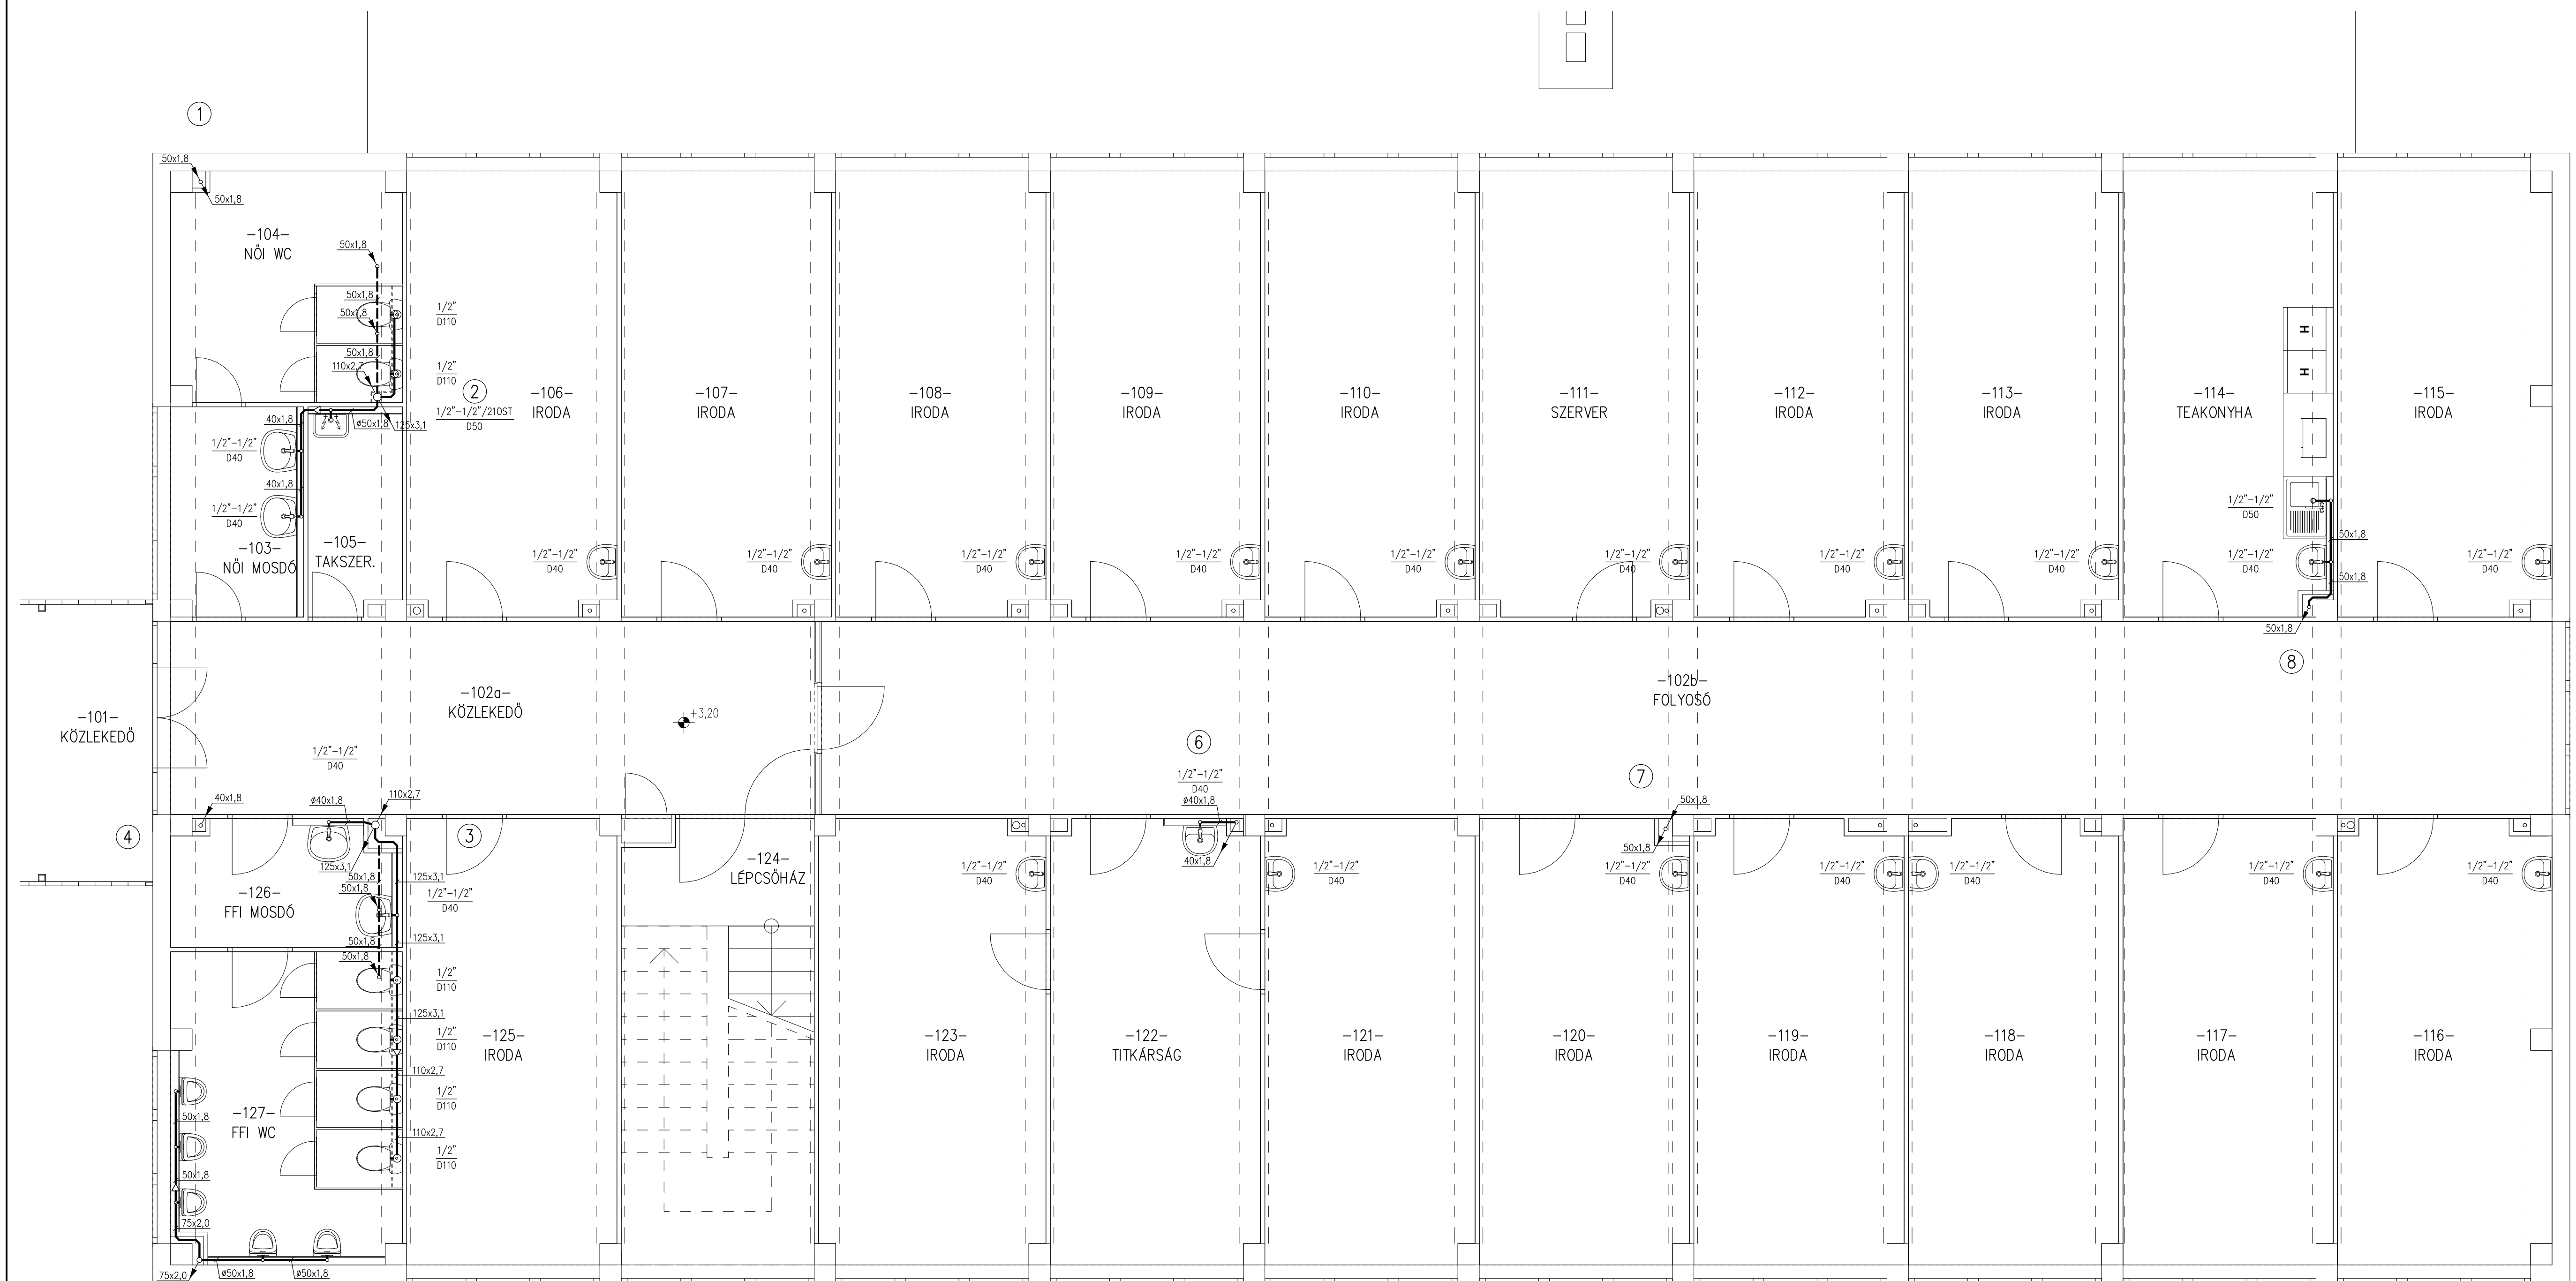 1
50x1,8
50x1,8
-104-
NŐI WC
50x1,8
50x1,8
50x1,8
50x1,8
110x2,7
1/2"
D110
1/2"
D110
2
1/2"-1/2"/210ST
D50
40x1,8
ø50x1,8
125x3,1
1/2"-1/2"
D40
40x1,8
1/2"-1/2"
D40
-103-
NŐI MOSDÓ
-105-
TAKSZER.
-106-
IRODA
-107-
IRODA
-108-
IRODA
-109-
IRODA
-110-
IRODA
-111-
SZERVER
-112-
IRODA
-113-
IRODA
-114-
TEAKONYHA
-115-
IRODA
H
H
1/2"-1/2"
D50
50x1,8
1/2"-1/2"
D40
1/2"-1/2"
D40
1/2"-1/2"
D40
1/2"-1/2"
D40
1/2"-1/2"
D40
1/2"-1/2"
D40
1/2"-1/2"
D40
1/2"-1/2"
D40
1/2"-1/2"
D40
1/2"-1/2"
D40
50x1,8
50x1,8
8
-101-
KÖZLEKEDŐ
-102a-
KÖZLEKEDŐ
+3,20
-102b-
FOLYOSÓ
1/2"-1/2"
D40
6
1/2"-1/2"
D40
ø40x1,8
7
50x1,8
40x1,8
ø40x1,8
110x2,7
4
3
125x3,1
50x1,8
125x3,1
50x1,8
1/2"-1/2"
D40
-126-
FFI MOSDÓ
50x1,8
125x3,1
50x1,8
-124-
LÉPCSŐHÁZ
40x1,8
50x1,8
1/2"-1/2"
D40
1/2"-1/2"
D40
1/2"-1/2"
D40
1/2"-1/2"
D40
1/2"-1/2"
D40
1/2"-1/2"
D40
1/2"-1/2"
D40
1/2"
D110
125x3,1
1/2"
D110
110x2,7
1/2"
D110
110x2,7
1/2"
D110
-125-
IRODA
-123-
IRODA
-122-
TITKÁRSÁG
-121-
IRODA
-120-
IRODA
-119-
IRODA
-118-
IRODA
-117-
IRODA
-116-
IRODA
50x1,8
-127-
FFI WC
50x1,8
75x2,0
75x2,0
ø50x1,8
ø50x1,8